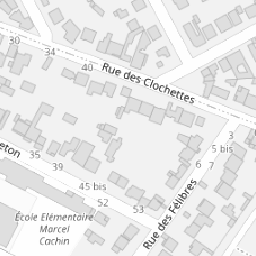 30
34
40
Rue des Clochettes
3
5 bis
6
7
eton
35
39
45 bis
52
53
Rue des Félibres
École Élémentaire
Marcel
Cachin